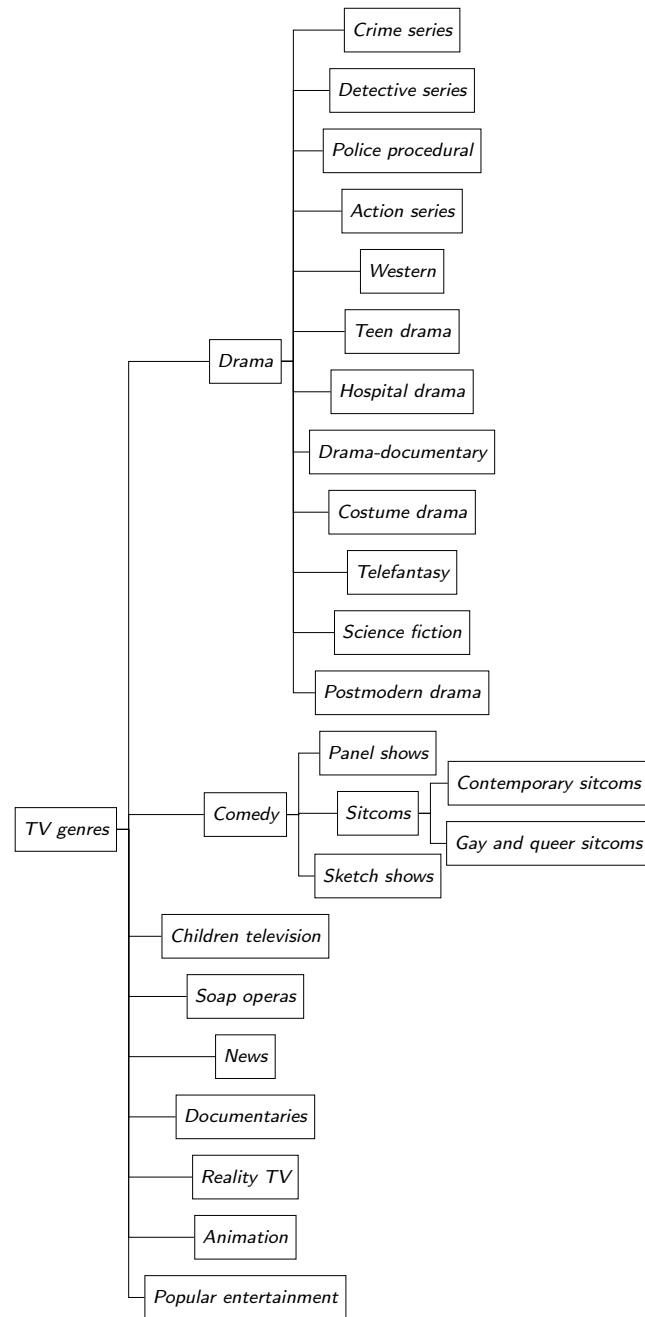 Crime series
Detective series
Police procedural
Action series
Western
Teen drama
Drama
Hospital drama
Drama-documentary
Costume drama
Telefantasy
Science fiction
Postmodern drama
Panel shows
Contemporary sitcoms
TV genres
Comedy
Sitcoms
Gay and queer sitcoms
Sketch shows
Children television
Soap operas
News
Documentaries
Reality TV
Animation
Popular entertainment